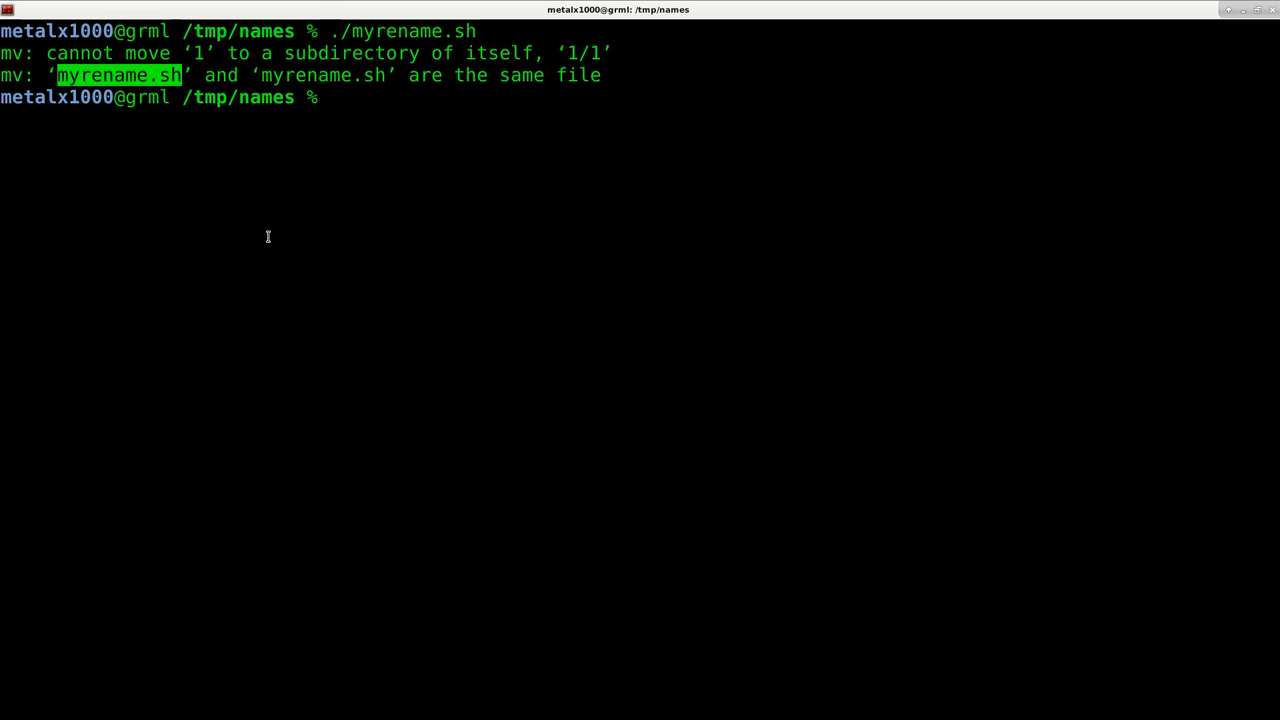 metalx1000@grml: /tmp/names
metalx1000@grml /tmp/names % ./myrename.sh
mv: cannot move ‘1’ to a subdirectory of itself, ‘1/1’
mv: ‘myrename.sh’ and ‘myrename.sh’ are the same file
metalx1000@grml /tmp/names %